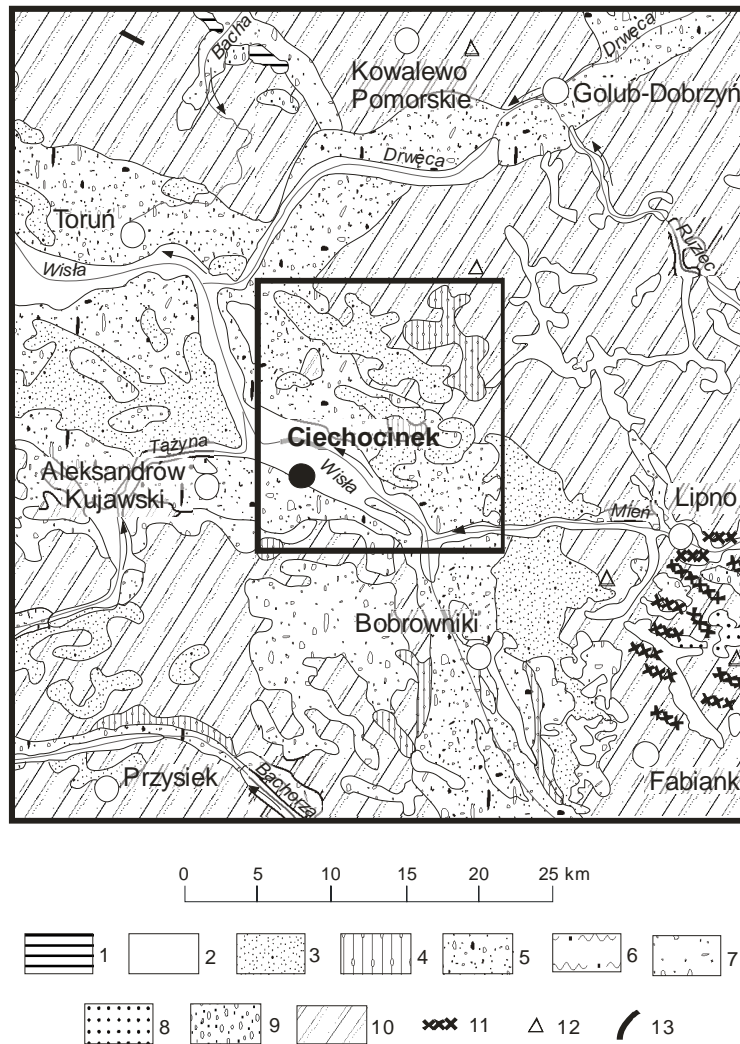 Bacha
Kowalewo
Pomorskie
Drwęca
Golub-Dobrzyń
Drwęca
Toruń
Ruziec
Wisła
Ciechocinek
Tążyna
Wisła
Aleksandrów
Kujawski
Mień
Lipno
Bobrowniki
Przysiek
Bachorza
Fabiank
0 5 10 15 20 25 km
1 2 3 4 5 6 7
8 9 10 11 12 13